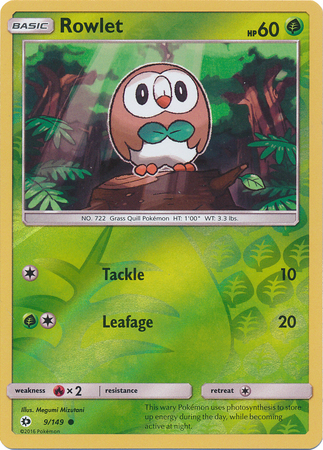 BASIC Rowlet HP60
NO. 722 Grass Quill Pokémon HT: 1'00" WT: 3.3 lbs.
Tackle 10
Leafage 20
weakness × 2 resistance retreat
Illus. Megumi Mizutani
9/149
©2016 Pokémon
This wary Pokémon uses photosynthesis to store
up energy during the day, while becoming
active at night.